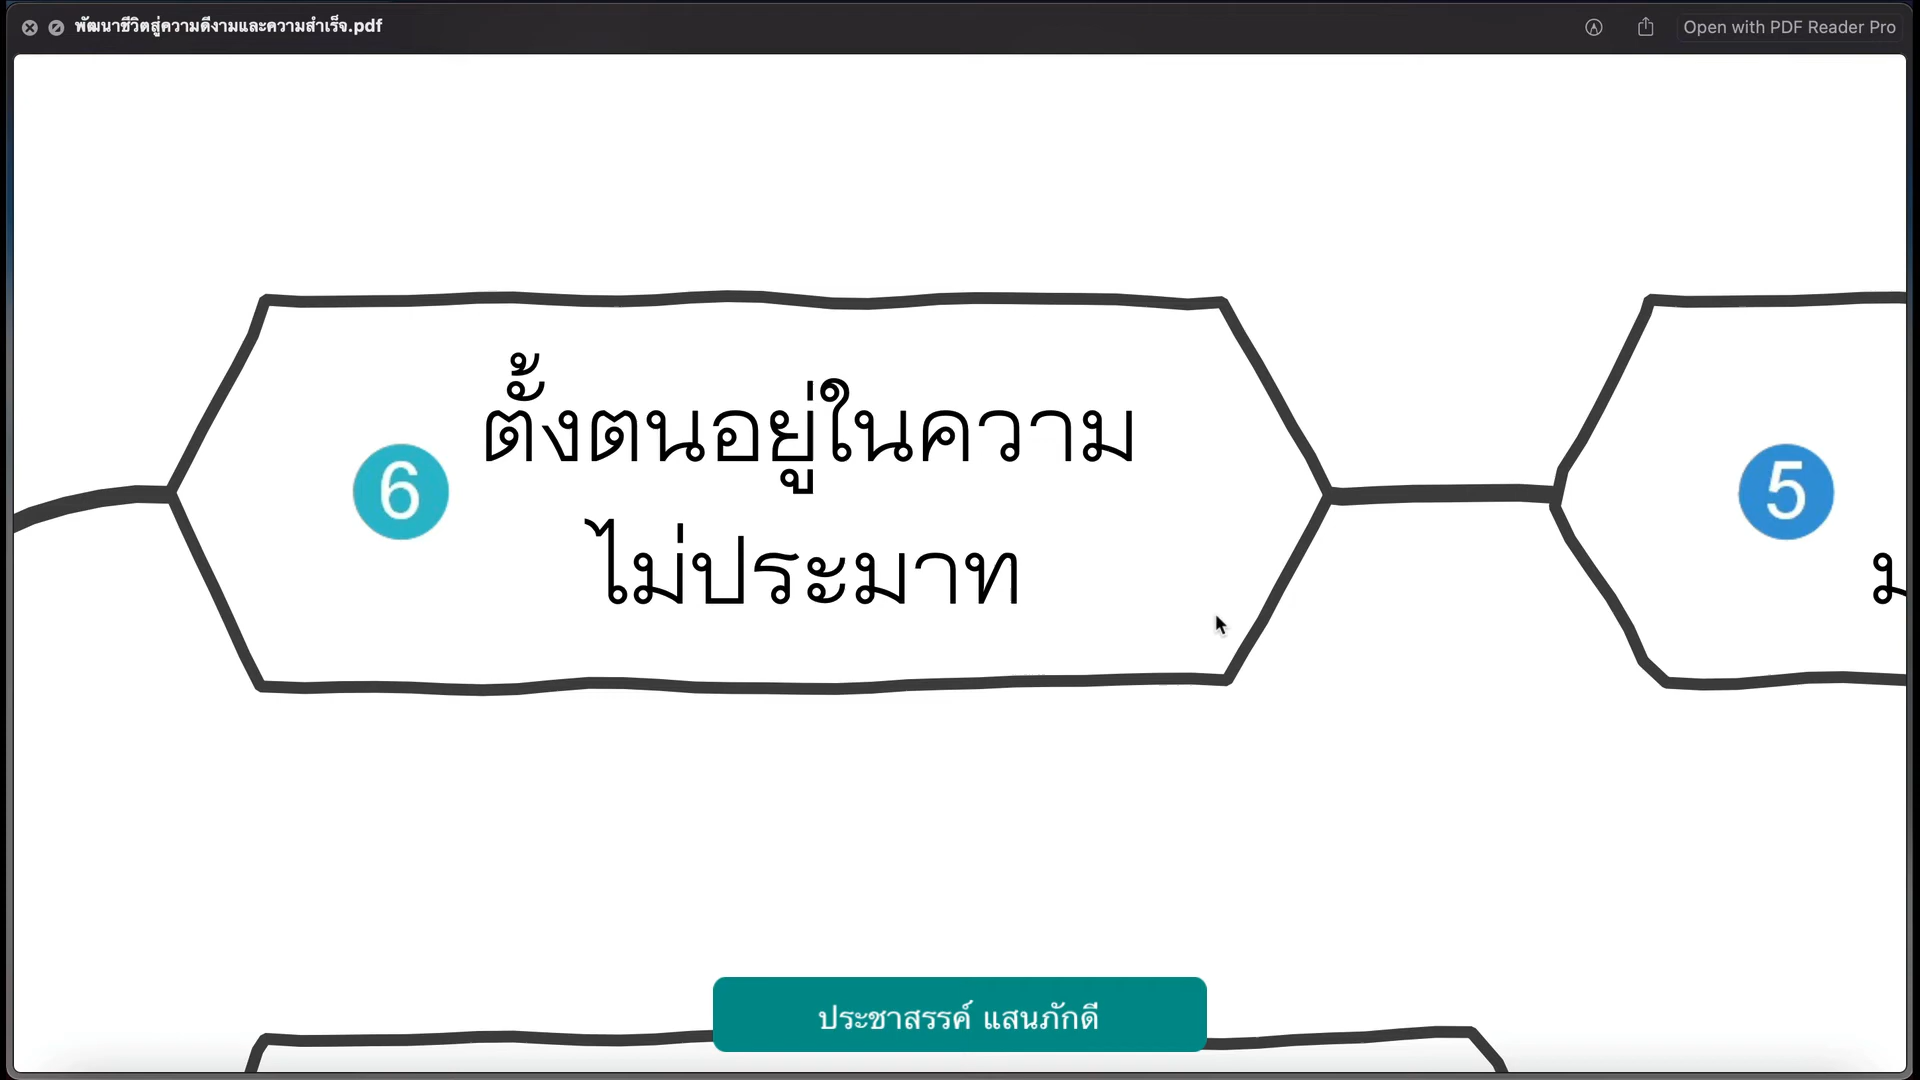 พัฒนาชีวิตสู่ความดีงามและความสำเร็จ.pdf
Open with PDF Reader Pro
6
ตั้งตนอยู่ในความ
ไม่ประมาท
5
ม
ประชาสรรค์ แสนภักดี